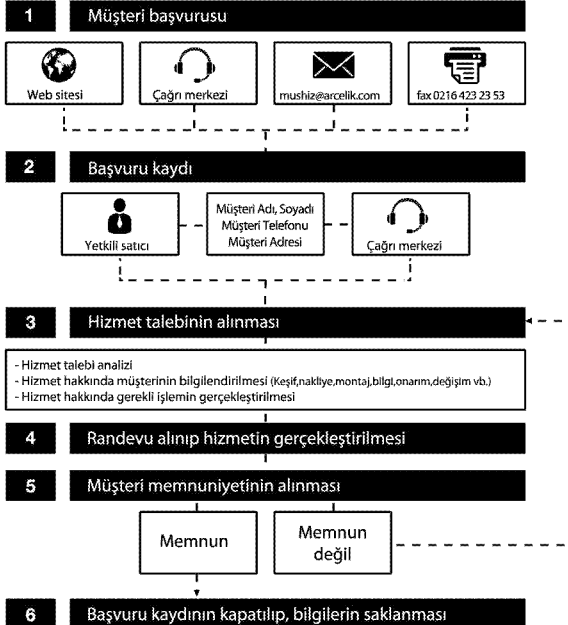 1 Müşteri başvurusu
Web sitesi
Çağrı merkezi
mushiz@arcelik.com
fax 0216 423 23 53
2 Başvuru kaydı
Yetkili satıcı
Müşteri Adı, Soyadı
Müşteri Telefonu
Müşteri Adresi
Çağrı merkezi
3 Hizmet talebinin alınması
- Hizmet talebi analizi
- Hizmet hakkında müşterinin bilgilendirilmesi (Keşif,nakliye,montaj,bilgi,onarım,değişim vb.)
- Hizmet hakkında gerekli işlemin gerçekleştirilmesi
4 Randevu alınıp hizmetin gerçekleştirilmesi
5 Müşteri memnuniyetinin alınması
Memnun
Memnun
değil
6 Başvuru kaydının kapatılıp, bilgilerin saklanması